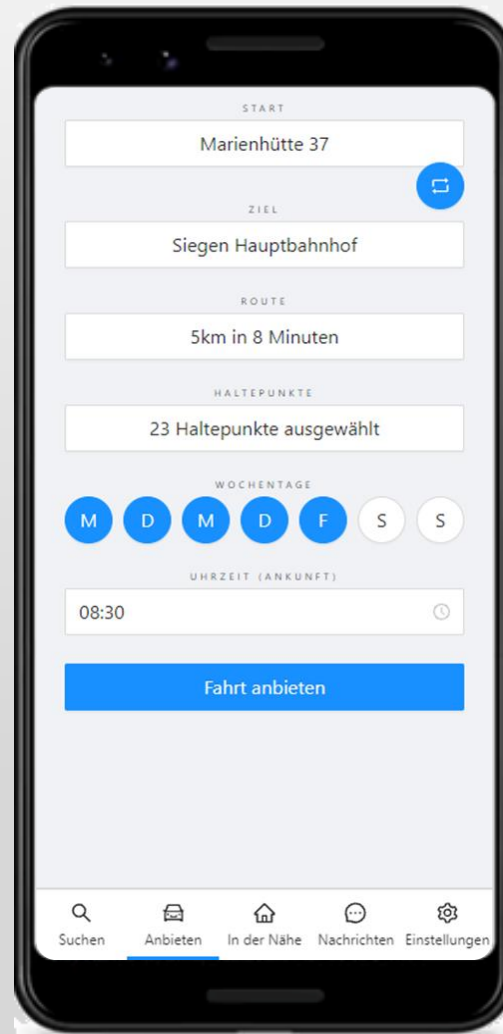 START
Marienhütte 37
ZIEL
Siegen Hauptbahnhof
ROUTE
5km in 8 Minuten
HALTEPUNKTE
23 Haltepunkte ausgewählt
WOCHENTAGE
M D M D F S S
UHRZEIT (ANKUNFT)
08:30
Fahrt anbieten
Suchen Anbieten In der Nähe Nachrichten Einstellungen